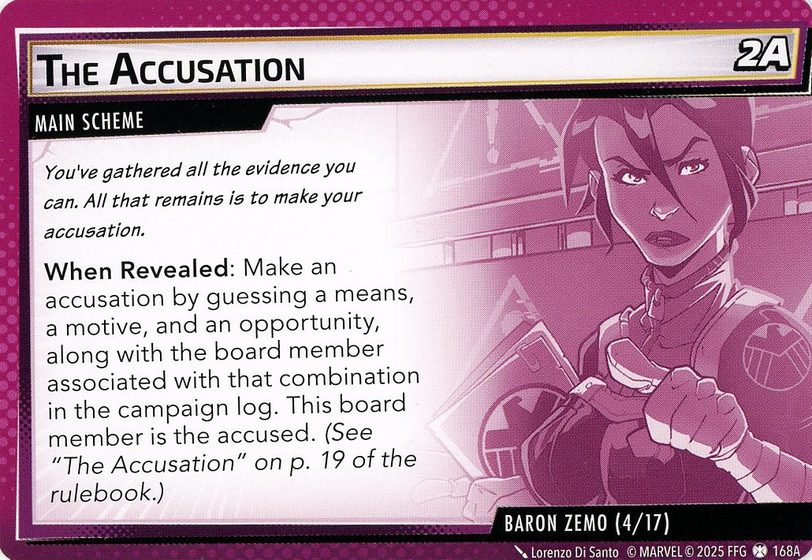 THE ACCUSATION
2A
MAIN SCHEME
You've gathered all the evidence you
can. All that remains is to make your
accusation.
When Revealed: Make an
accusation by guessing a means,
a motive, and an opportunity,
along with the board member
associated with that combination
in the campaign log. This board
member is the accused. (See
"The Accusation" on p. 19 of the
rulebook.)
BARON ZEMO (4/17)
Lorenzo Di Santo © MARVEL © 2025 FFG 168A